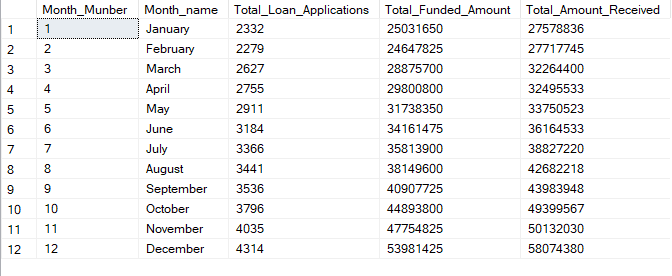 Month_Munber Month_name Total_Loan_Applications Total_Funded_Amount Total_Amount_Received
1 1 January 2332 25031650 27578836
2 2 February 2279 24647825 27717745
3 3 March 2627 28875700 32264400
4 4 April 2755 29800800 32495533
5 5 May 2911 31738350 33750523
6 6 June 3184 34161475 36164533
7 7 July 3366 35813900 38827220
8 8 August 3441 38149600 42682218
9 9 September 3536 40907725 43983948
10 10 October 3796 44893800 49399567
11 11 November 4035 47754825 50132030
12 12 December 4314 53981425 58074380